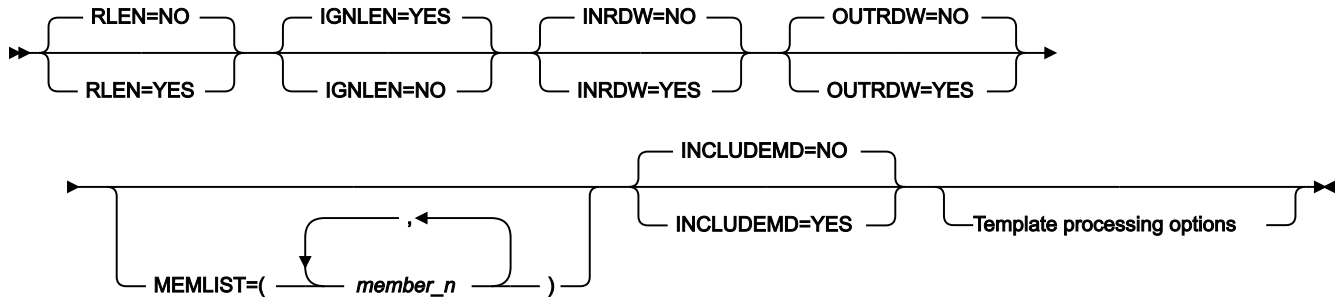 RLEN=NO IGNLEN=YES INRDW=NO OUTRDW=NO
RLEN=YES IGNLEN=NO INRDW=YES OUTRDW=YES
INCLUDEMD=NO
, INCLUDEMD=YES Template processing options
MEMLIST=( member_n )